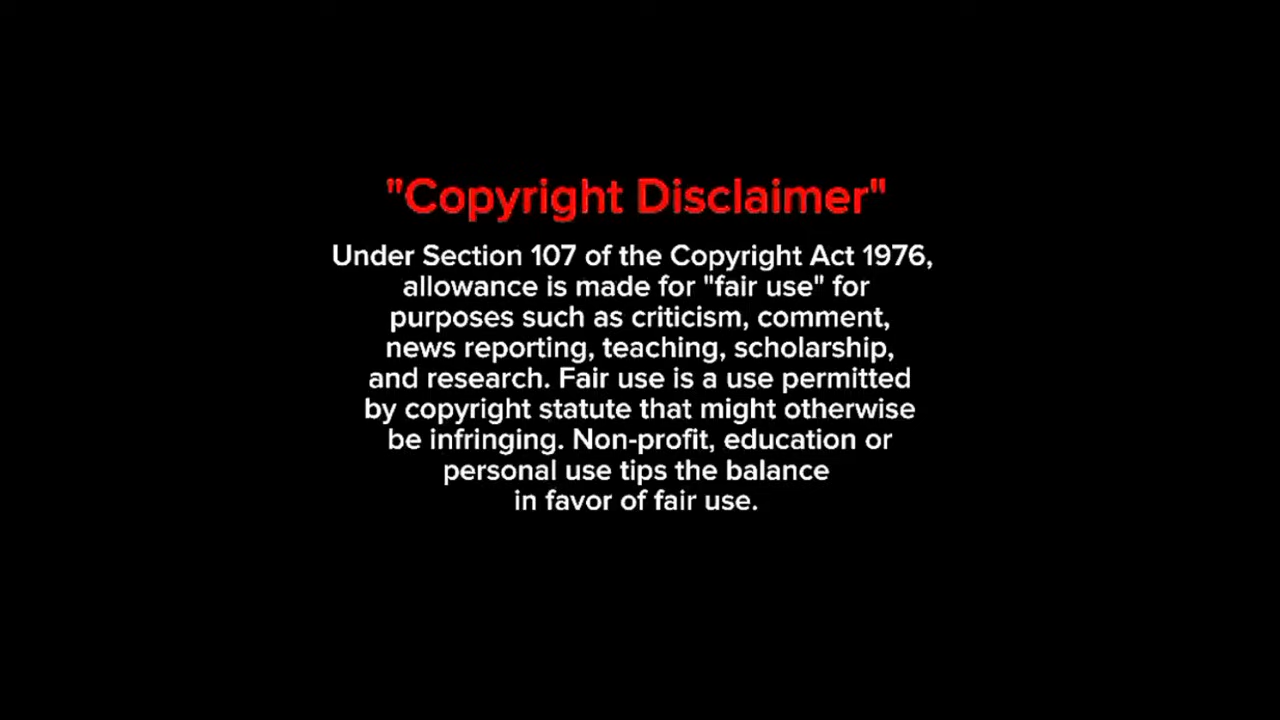 "Copyright Disclaimer"
Under Section 107 of the Copyright Act 1976,
allowance is made for "fair use" for
purposes such as criticism, comment,
news reporting, teaching, scholarship,
and research. Fair use is a use permitted
by copyright statute that might otherwise
be infringing. Non-profit, education or
personal use tips the balance
in favor of fair use.